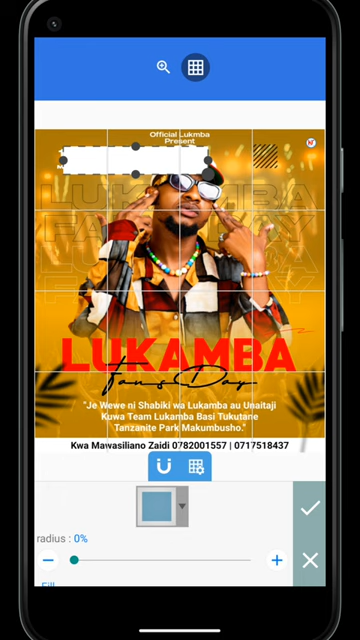 Official Lukmba
Present
LUKAMBA
FANS DAY
LUKAMBA
Fans Day
"Je Wewe ni Shabiki wa Lukamba au Unaitaji
Kuwa Team Lukamba Basi Tukutane
Tanzanite Park Makumbusho."
Kwa Mawasiliano Zaidi 0782001557 | 0717518437
radius : 0%
Fill